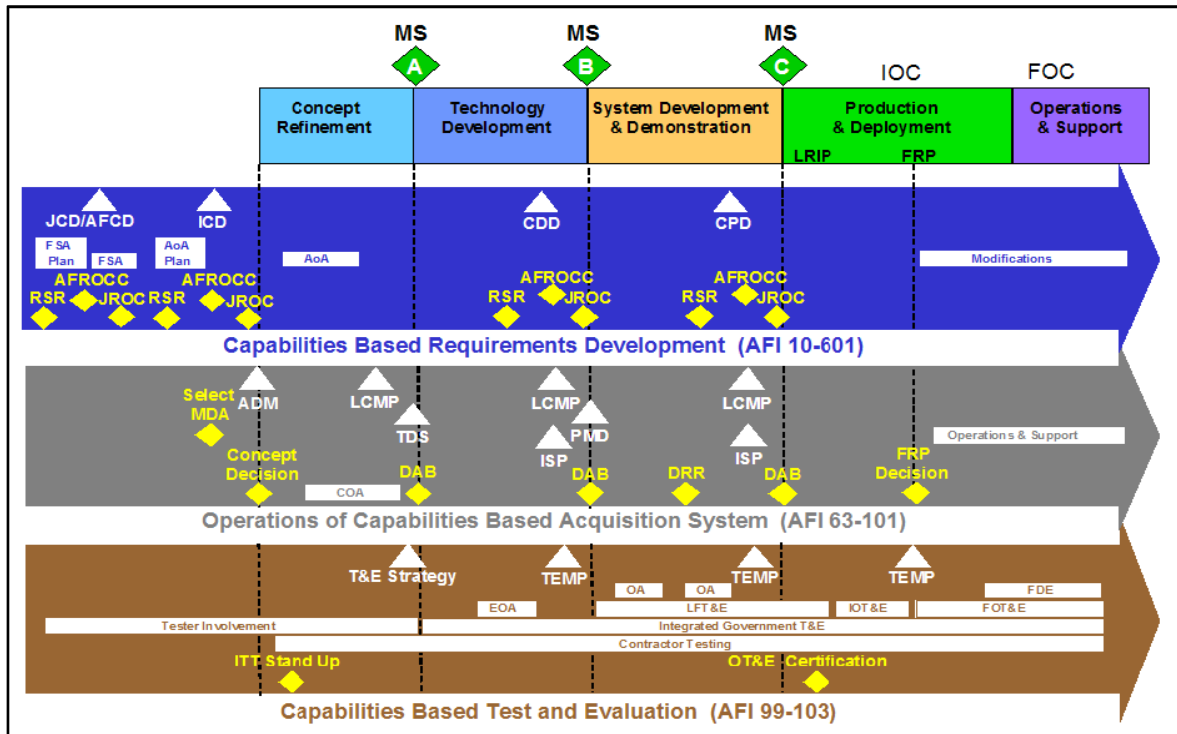 MS MS MS
A B C IOC FOC
Concept Technology System Development Production Operations
Refinement Development & Demonstration & Deployment & Support
LRIP FRP
JCD/AFCD ICD CDD CPD
FSA AoA
Plan FSA Plan AoA Modifications
AFROCC AFROCC AFROCC AFROCC
RSR JROC RSR JROC RSR JROC RSR JROC
Capabilities Based Requirements Development (AFI 10-601)
Select ADM LCMP LCMP LCMP
MDA TDS PMD
Operations & Support
ISP ISP
Concept FRP
Decision DAB DAB DRR DAB Decision
COA
Operations of Capabilities Based Acquisition System (AFI 63-101)
T&E Strategy TEMP TEMP TEMP
OA OA FDE
EOA LFT&E IOT&E FOT&E
Tester Involvement Integrated Government T&E
Contractor Testing
ITT Stand Up OT&E Certification
Capabilities Based Test and Evaluation (AFI 99-103)